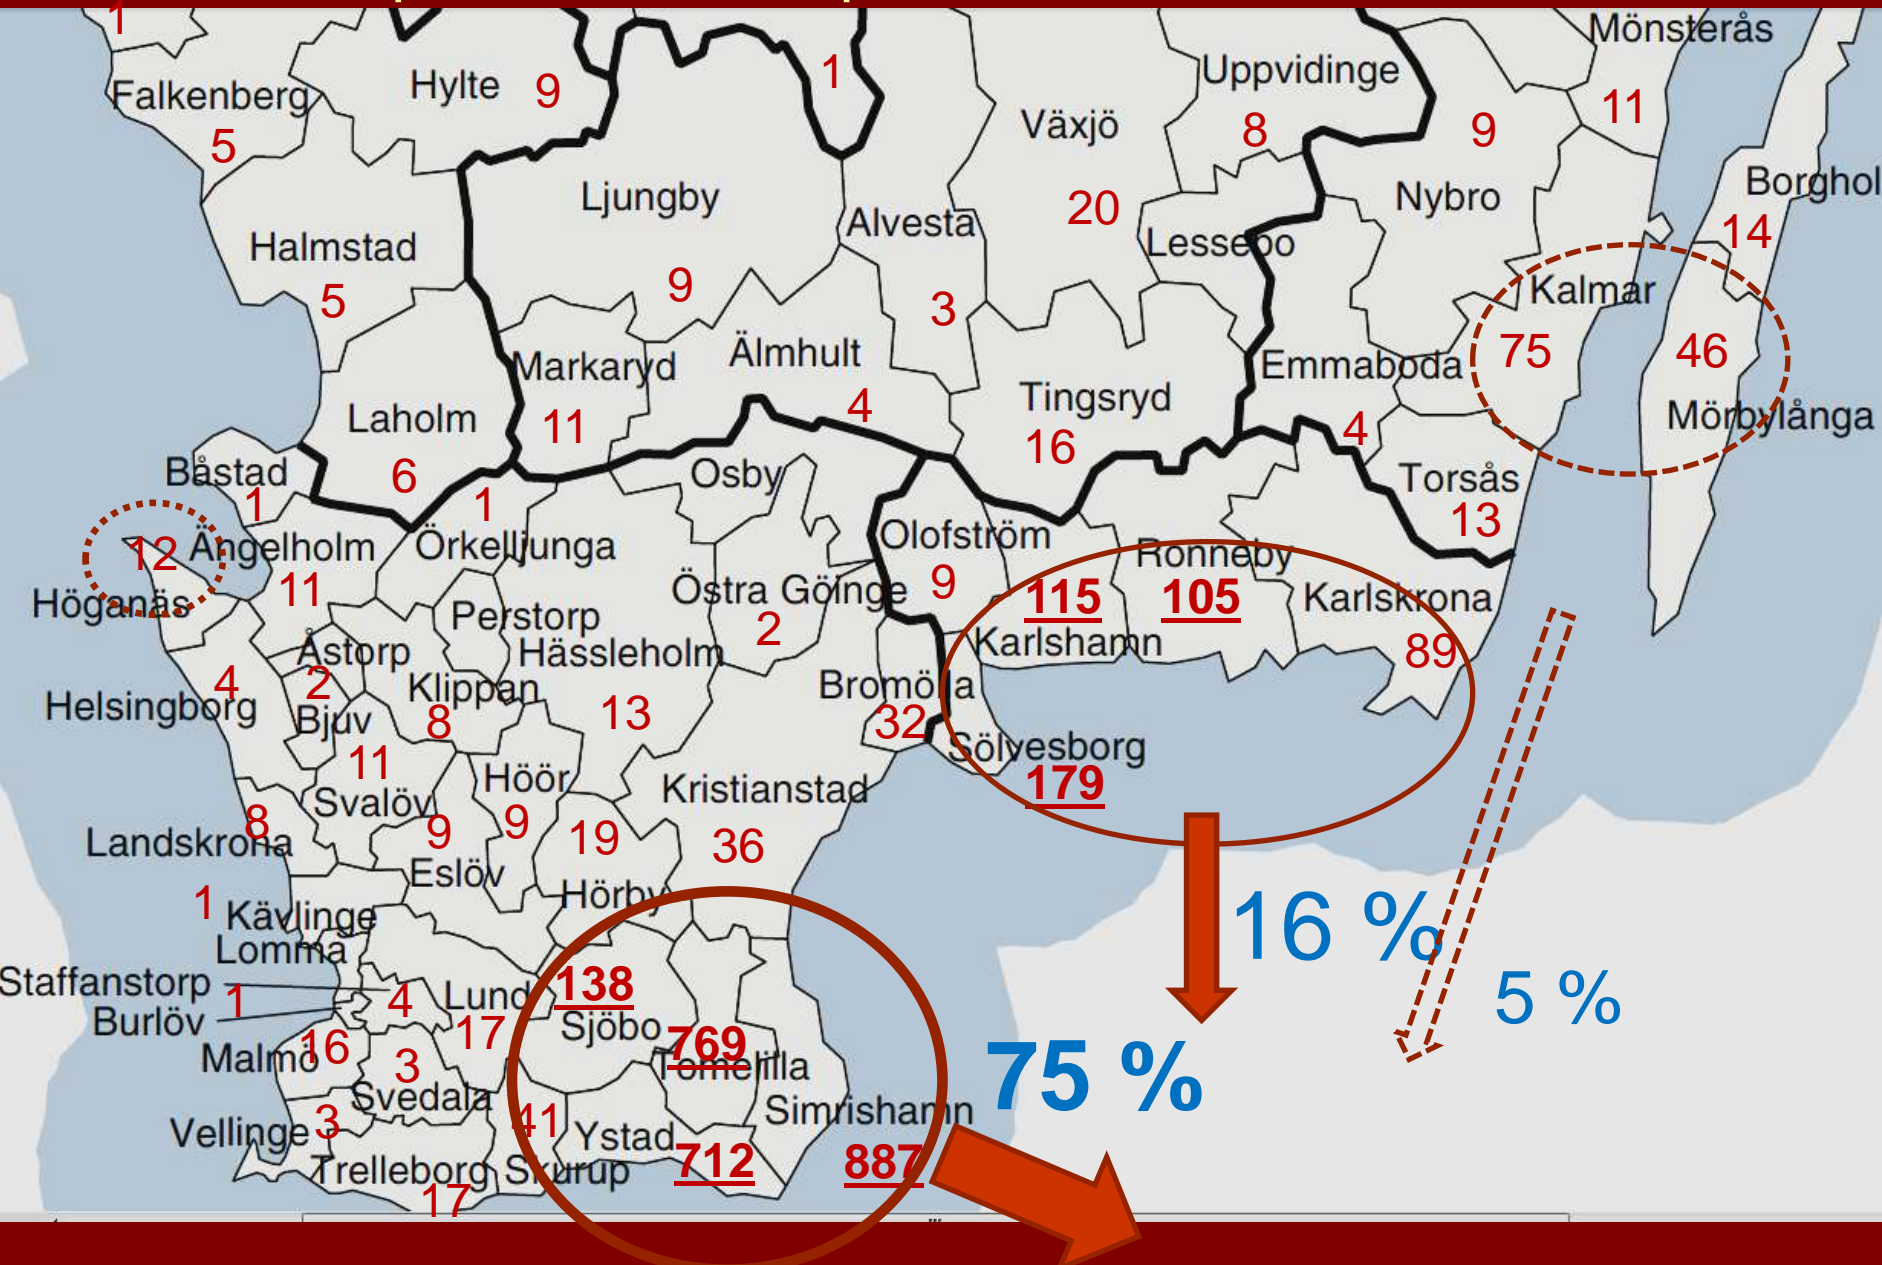 1
Mönsterås
Falkenberg
5
Hylte
9
1
Växjö
Uppvidinge
8
9
11
Ljungby
9
Alvesta
3
20
Lessebo
Nybro
Borghol
14
Halmstad
5
Kalmar
75
46
Mörbylånga
Markaryd
11
Älmhult
4
Tingsryd
16
Emmaboda
4
Laholm
6
Båstad
1
1
Osby
Torsås
13
12
Ängelholm
11
Örkelljunga
Olofström
9
Ronneby
105
Höganäs
Östra Göinge
2
115
Karlshamn
Karlskrona
89
Perstorp
Åstorp
2
Hässleholm
13
Helsingborg
4
Klippan
8
Bromölla
32
Bjuv
11
Svalöv
Sölvesborg
179
Höör
9
Kristianstad
36
Landskrona
8
9
Eslöv
19
Hörby
1
Kävlinge
Lomma
16 %
Staffanstorp
1
4
Lund
17
138
Sjöbo
5 %
Burlöv
Malmö
16
3
Svedala
769
Tomelilla
75 %
Vellinge
3
41
Ystad
712
Simrishamn
887
Trelleborg
17
Skurup